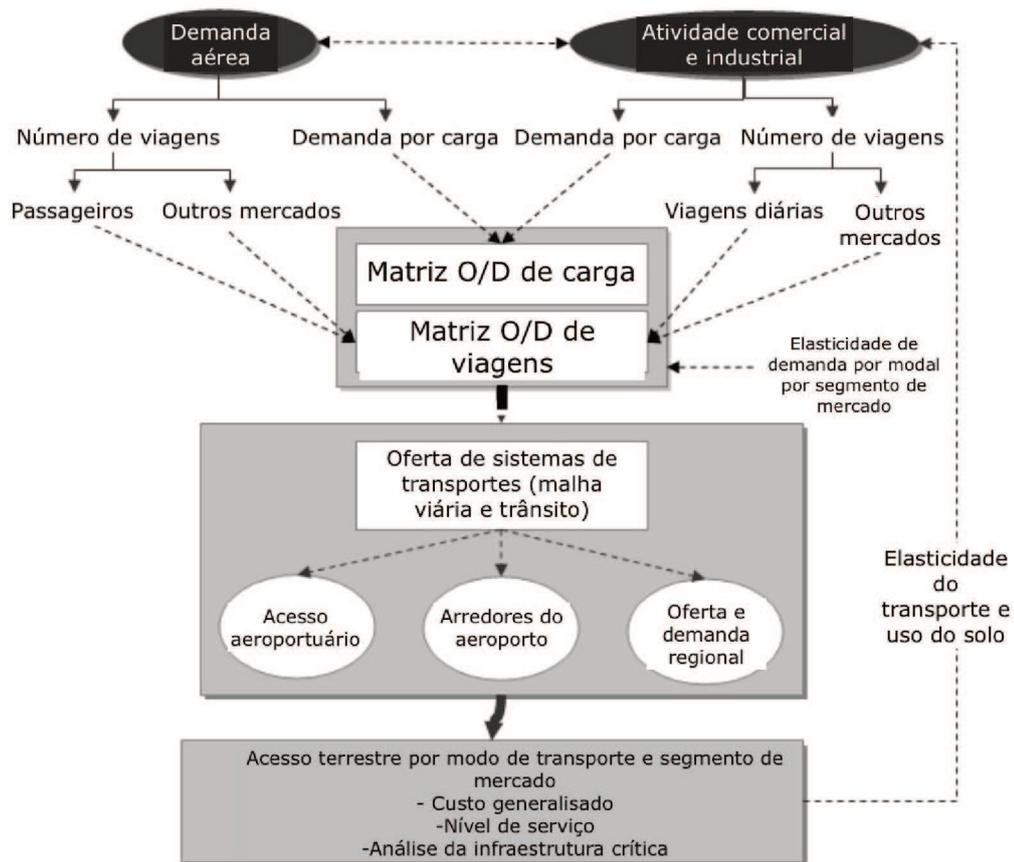 Demanda
aérea
Atividade comercial
e industrial
Número de viagens
Demanda por carga
Demanda por carga
Número de viagens
Passageiros
Outros mercados
Viagens diárias
Outros
mercados
Matriz O/D de carga
Matriz O/D de
viagens
Elasticidade de
demanda por modal
por segmento de
mercado
Oferta de sistemas de
transportes (malha
viária e trânsito)
Acesso
aeroportuário
Arredores do
aeroporto
Oferta e
demanda
regional
Elasticidade
do
transporte e
uso do solo
Acesso terrestre por modo de transporte e segmento de
mercado
- Custo generalisado
-Nível de serviço
-Análise da infraestrutura crítica